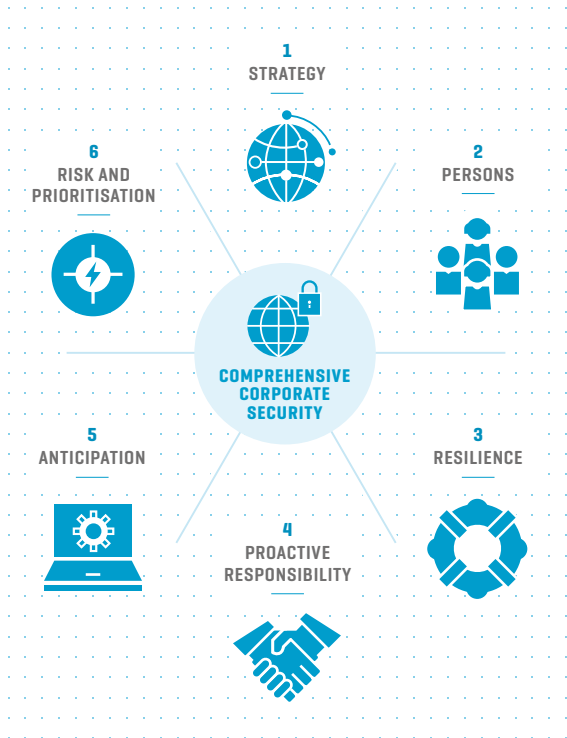 1
STRATEGY
2
PERSONS
3
RESILIENCE
4
PROACTIVE
RESPONSIBILITY
5
ANTICIPATION
6
RISK AND
PRIORITISATION
COMPREHENSIVE
CORPORATE
SECURITY